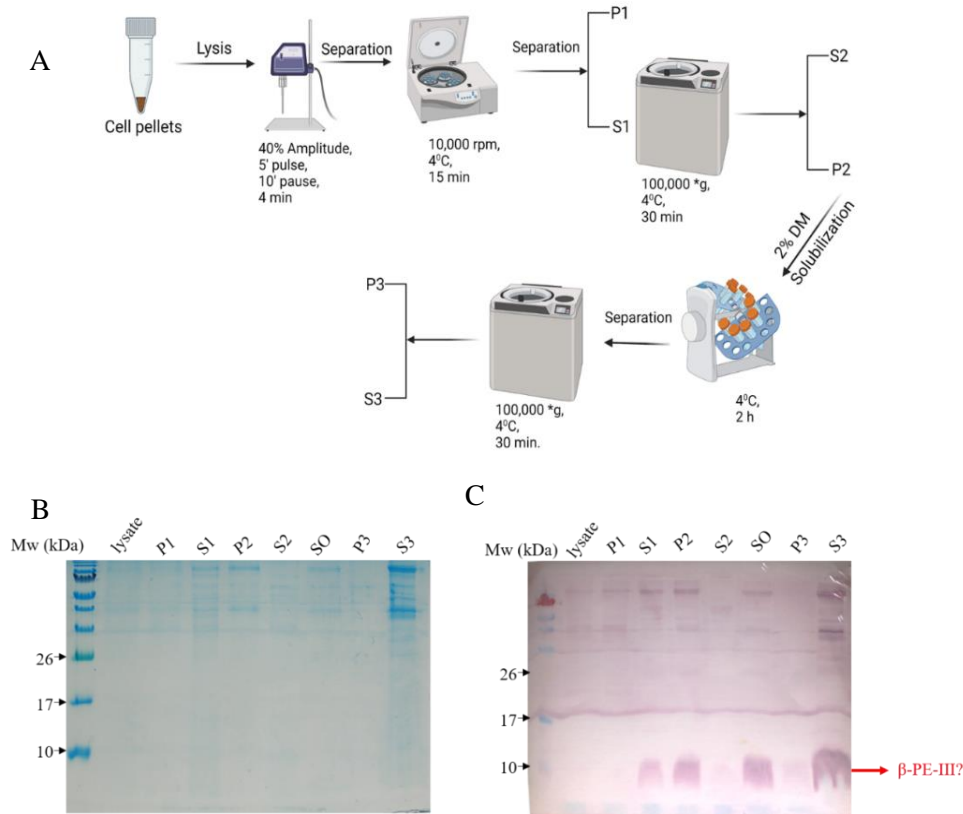 A
Lysis
Separation
Separation
Cell pellets
40% Amplitude,
5' pulse,
10' pause,
4 min
10,000 rpm,
4⁰C,
15 min
P1
S1
100,000 *g,
4⁰C,
30 min
S2
P2
2% DM
Solubilization
P3
S3
100,000 *g,
4⁰C,
30 min.
Separation
4⁰C,
2 h
B
Mw (kDa)
lysate P1 S1 P2 S2 SO P3 S3
26
17
10
C
Mw (kDa)
lysate P1 S1 P2 S2 SO P3 S3
26
17
10
β-PE-III?